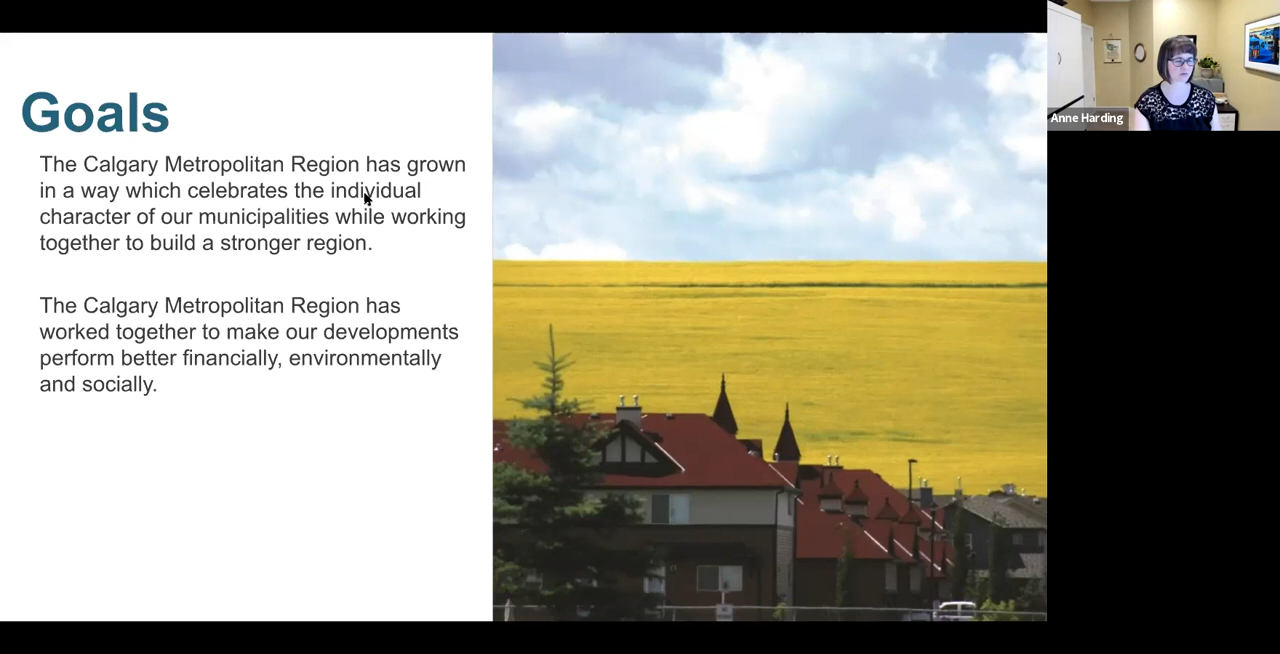 Goals
The Calgary Metropolitan Region has grown
in a way which celebrates the individual
character of our municipalities while working
together to build a stronger region.
The Calgary Metropolitan Region has
worked together to make our developments
perform better financially, environmentally
and socially.
Anne Harding